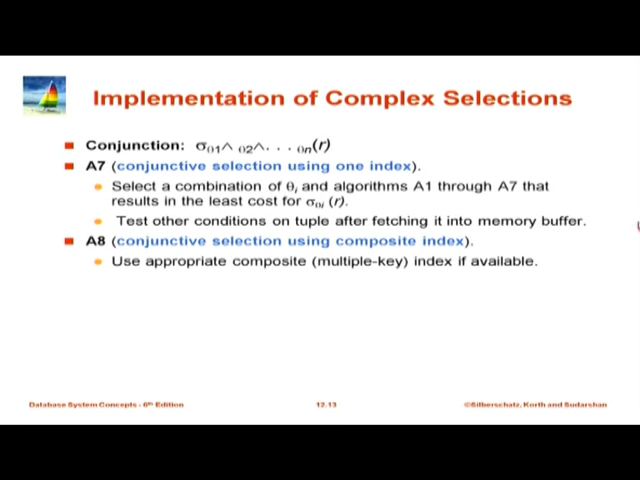 Implementation of Complex Selections
Conjunction: σθ1∧ θ2∧. . . θn(r)
A7 (conjunctive selection using one index).
Select a combination of θi and algorithms A1 through A7 that
results in the least cost for σθi (r).
Test other conditions on tuple after fetching it into memory buffer.
A8 (conjunctive selection using composite index).
Use appropriate composite (multiple-key) index if available.
Database System Concepts - 6th Edition
12.13
©Silberschatz, Korth and Sudarshan